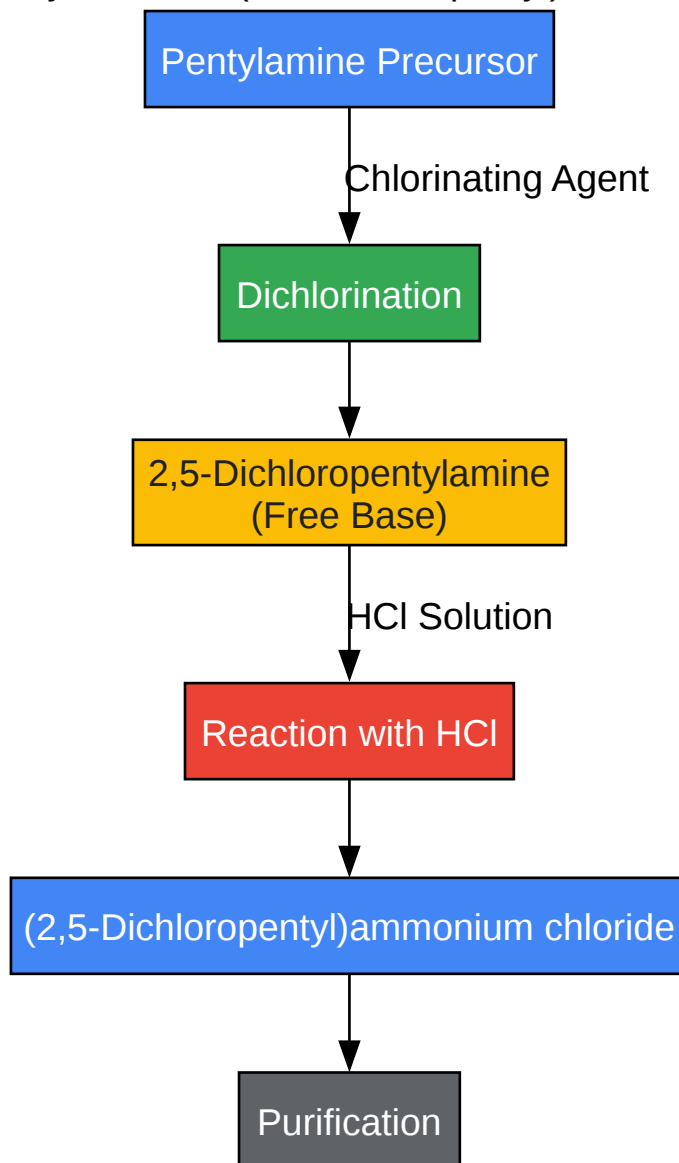 Pentylamine Precursor
Chlorinating Agent
Dichlorination
2,5-Dichloropentylamine
(Free Base)
HCl Solution
Reaction with HCl
(2,5-Dichloropentyl)ammonium chloride
Purification